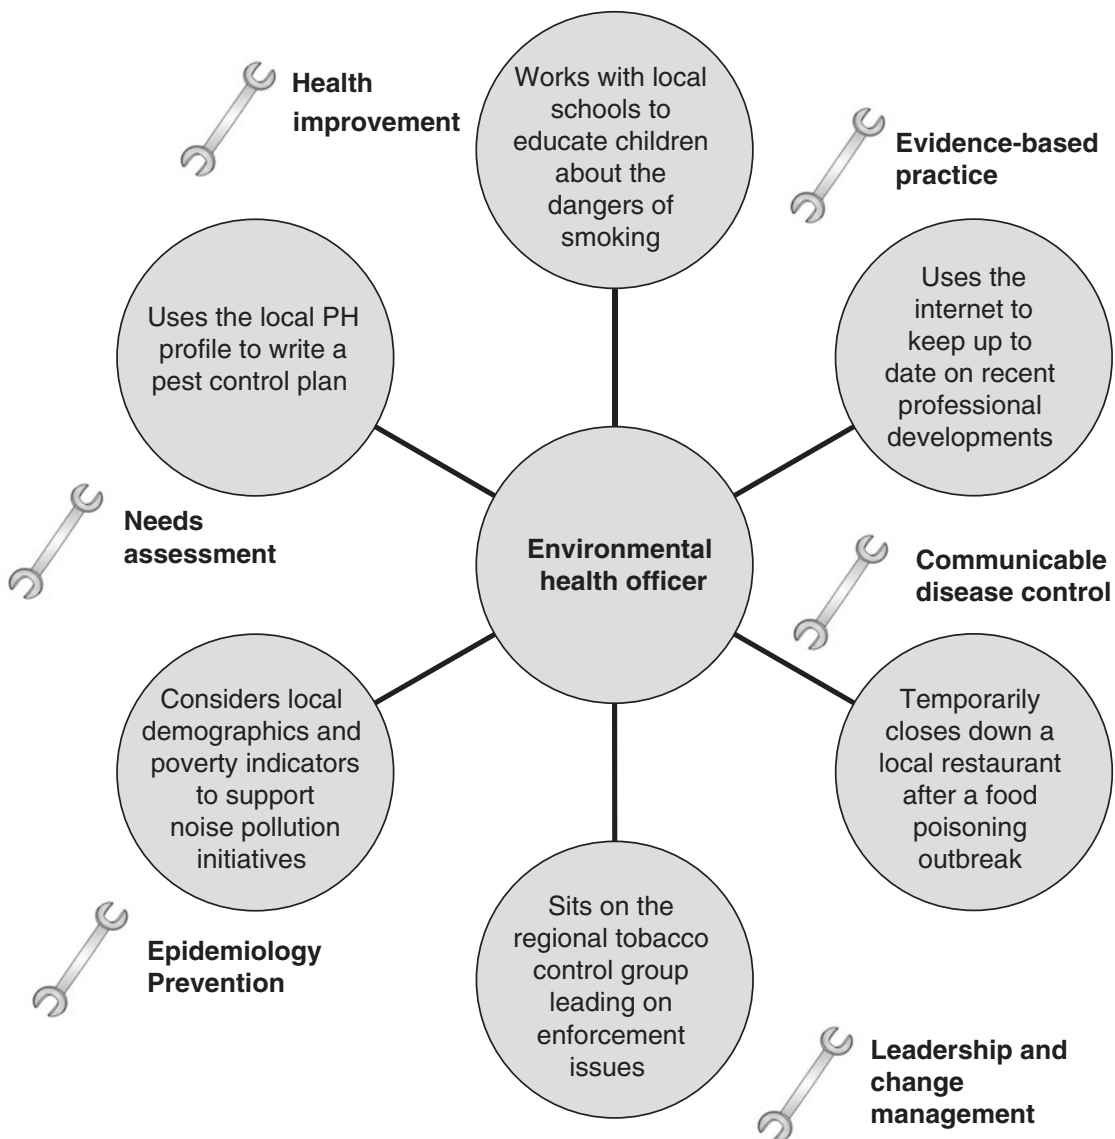 Health
improvement
Works with local
schools to
educate children
about the
dangers of
smoking
Evidence-based
practice
Uses the local PH
profile to write a
pest control plan
Uses the
internet to
keep up to
date on recent
professional
developments
Needs
assessment
Environmental
health officer
Communicable
disease control
Considers local
demographics and
poverty indicators
to support
noise pollution
initiatives
Temporarily
closes down a
local restaurant
after a food
poisoning
outbreak
Epidemiology
Prevention
Sits on the
regional tobacco
control group
leading on
enforcement
issues
Leadership and
change
management